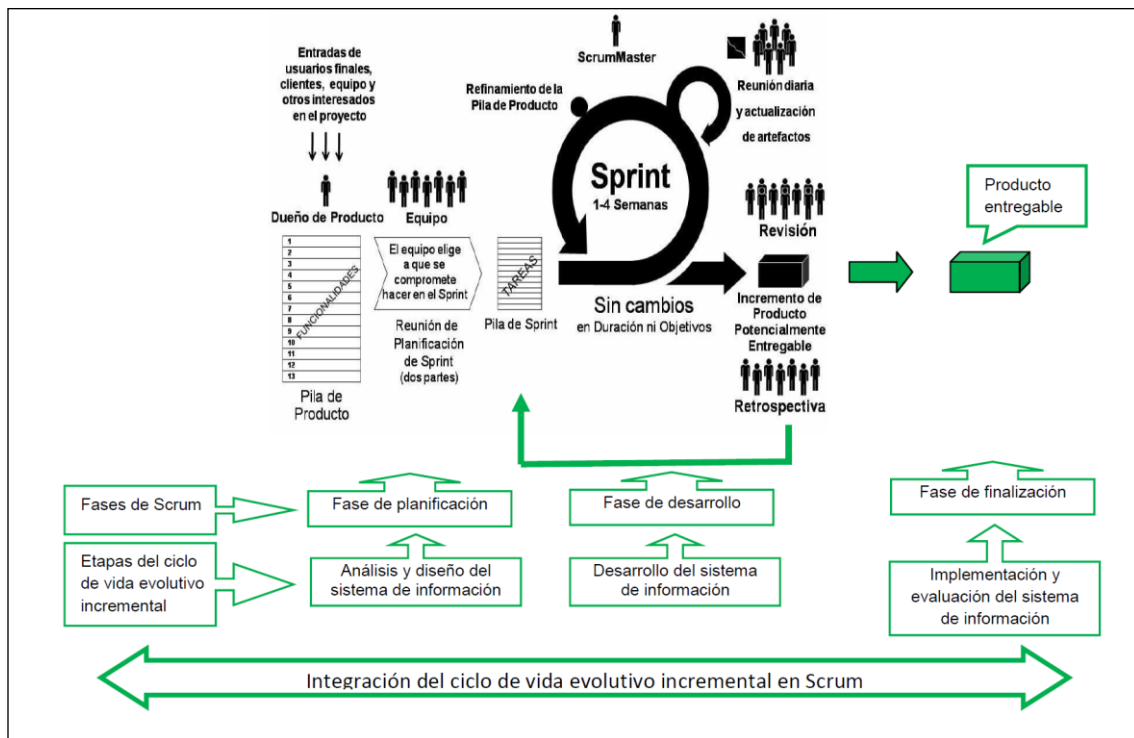 Entradas de
usuarios finales,
clientes, equipo y
otros interesados
en el proyecto
Dueño de Producto
1
2
3
4
5
6
7
8
9
10
11
12
13
FUNCIONALIDADES
Pila de
Producto
Equipo
El equipo elige
a que se
compromete
hacer en el Sprint
Reunión de
Planificación
de Sprint
(dos partes)
TAREAS
Pila de Sprint
ScrumMaster
Refinamiento de la
Pila de Producto
Sprint
1-4 Semanas
Sin cambios
en Duración ni Objetivos
Reunión diaria
y actualización
de artefactos
Revisión
Incremento de
Producto
Potencialmente
Entregable
Retrospectiva
Producto
entregable
Fases de Scrum
Fase de planificación
Fase de desarrollo
Fase de finalización
Etapas del ciclo
de vida evolutivo
incremental
Análisis y diseño del
sistema de información
Desarrollo del sistema
de información
Implementación y
evaluación del sistema
de información
Integración del ciclo de vida evolutivo incremental en Scrum